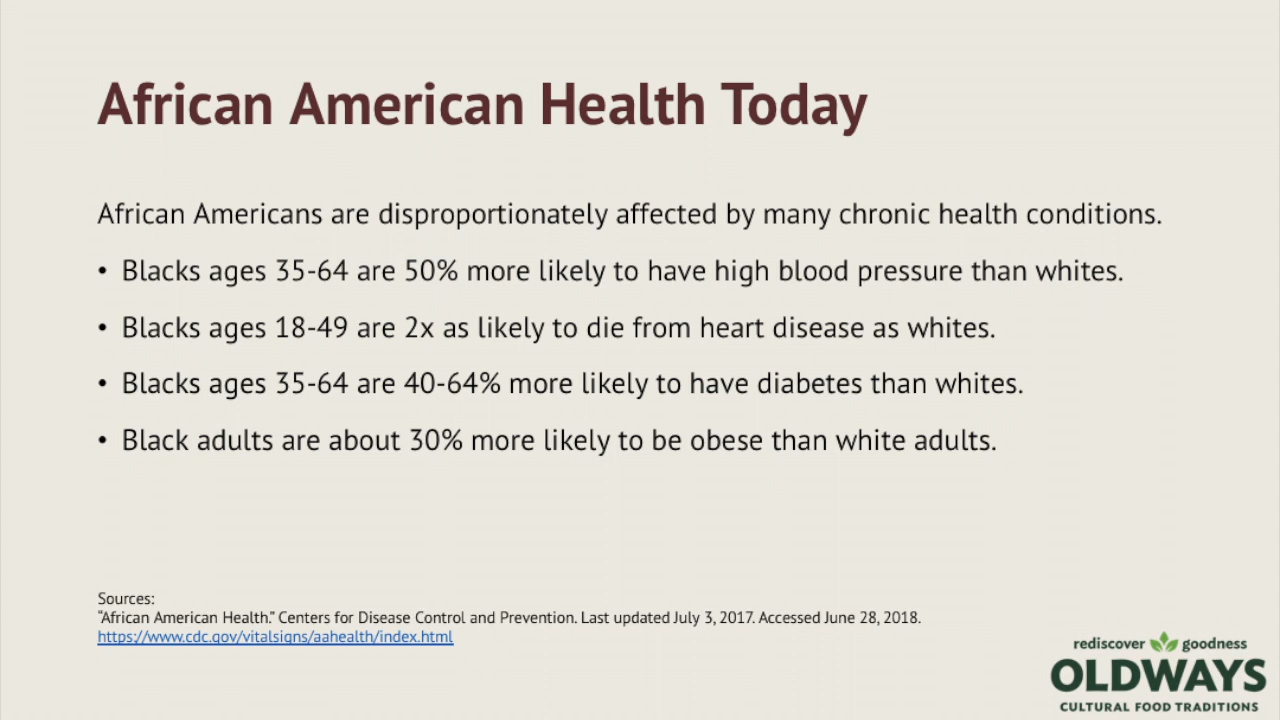 African American Health Today
African Americans are disproportionately affected by many chronic health conditions.
• Blacks ages 35-64 are 50% more likely to have high blood pressure than whites.
• Blacks ages 18-49 are 2x as likely to die from heart disease as whites.
• Blacks ages 35-64 are 40-64% more likely to have diabetes than whites.
• Black adults are about 30% more likely to be obese than white adults.
Sources:
“African American Health.” Centers for Disease Control and Prevention. Last updated July 3, 2017. Accessed June 28, 2018.
https://www.cdc.gov/vitalsigns/aahealth/index.html
rediscover goodness
OLDWAYS
CULTURAL FOOD TRADITIONS